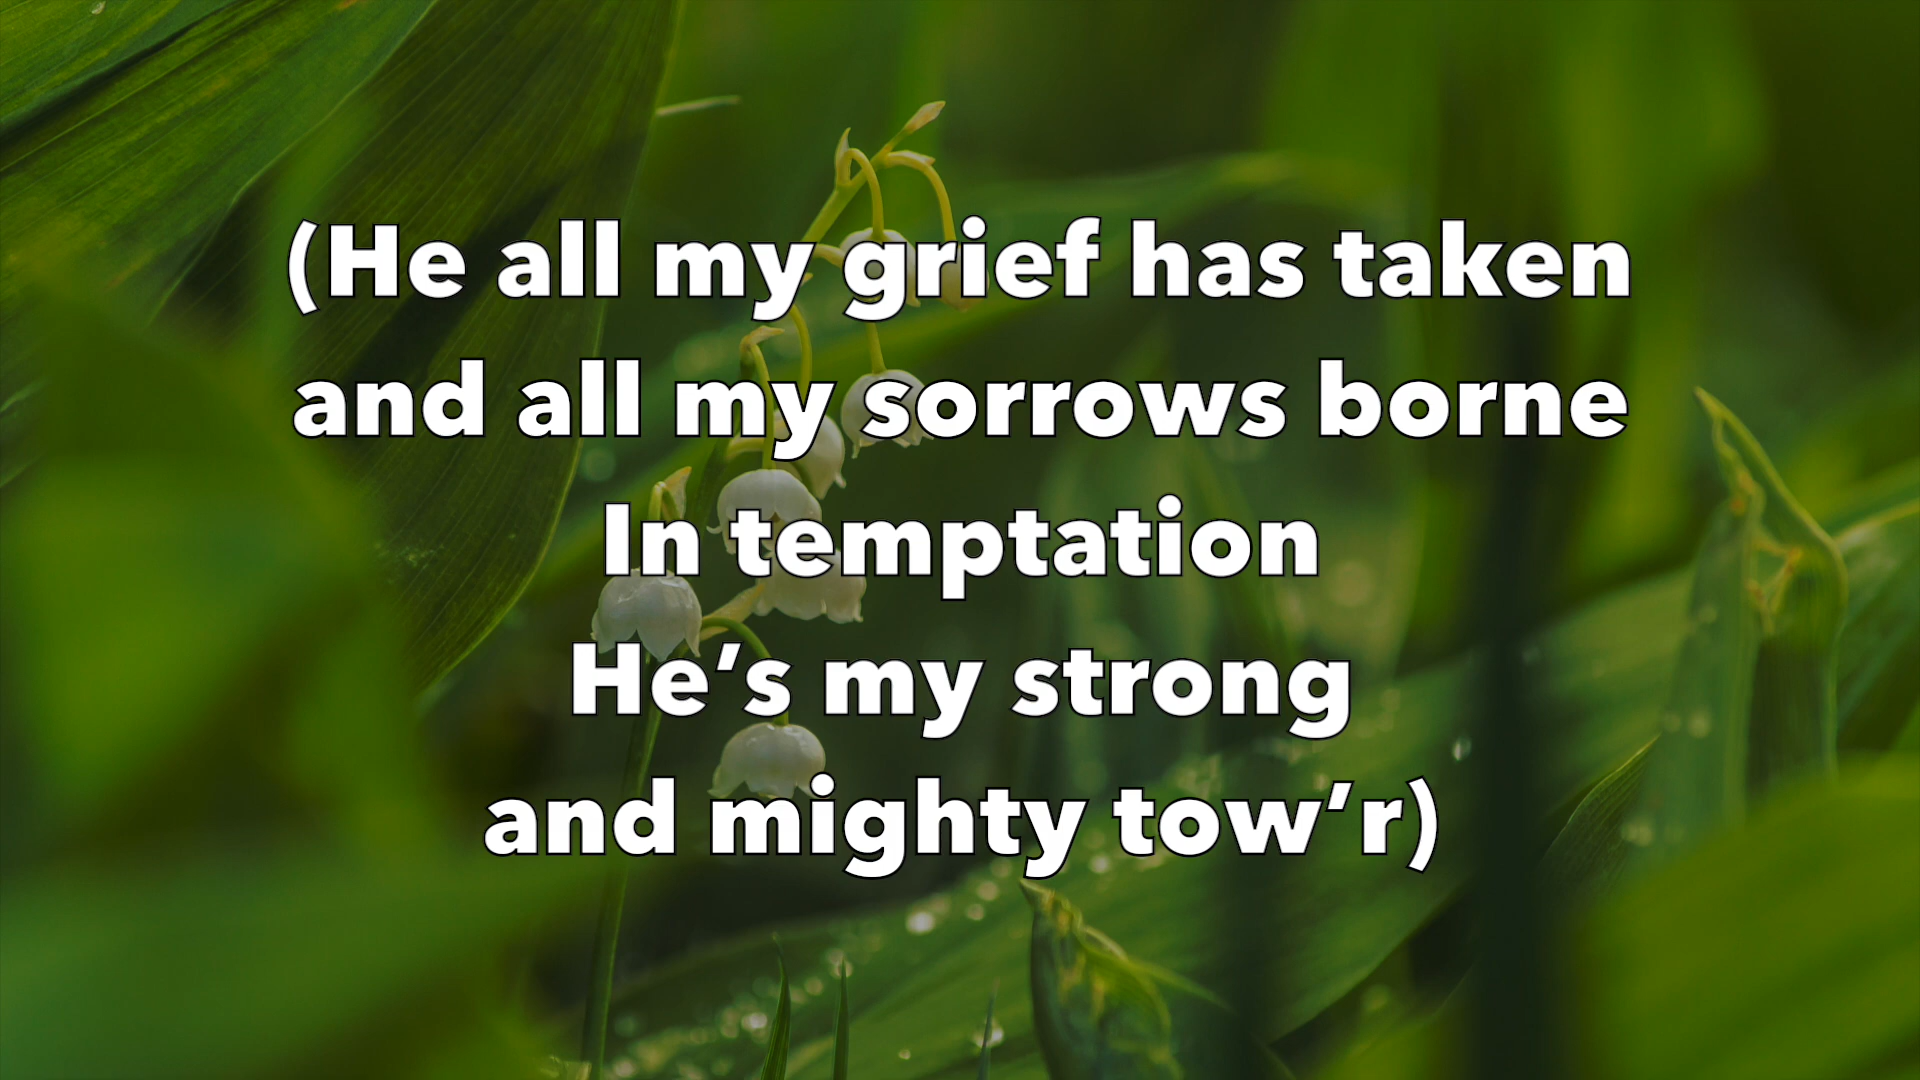 (He all my grief has taken
and all my sorrows borne
In temptation
He’s my strong
and mighty tow’r)